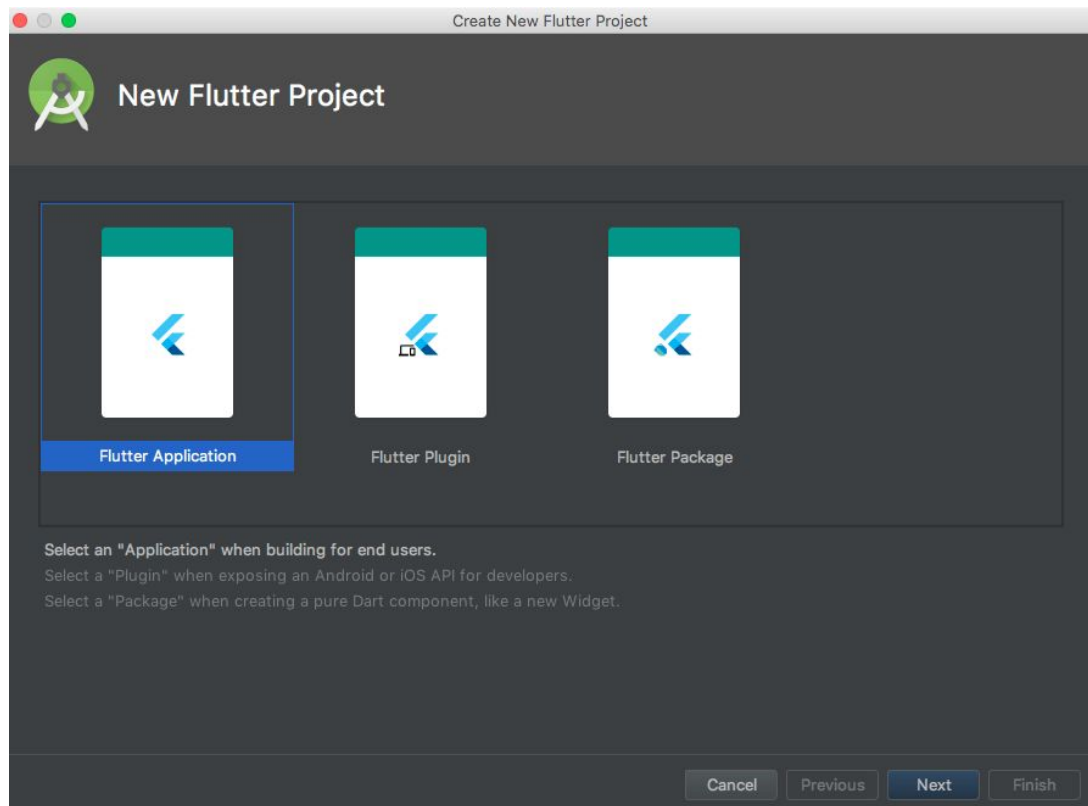 Create New Flutter Project
New Flutter Project
Flutter Application
Flutter Plugin
Flutter Package
Select an "Application" when building for end users.
Select a "Plugin" when exposing an Android or iOS API for developers.
Select a "Package" when creating a pure Dart component, like a new Widget.
Cancel Previous Next Finish